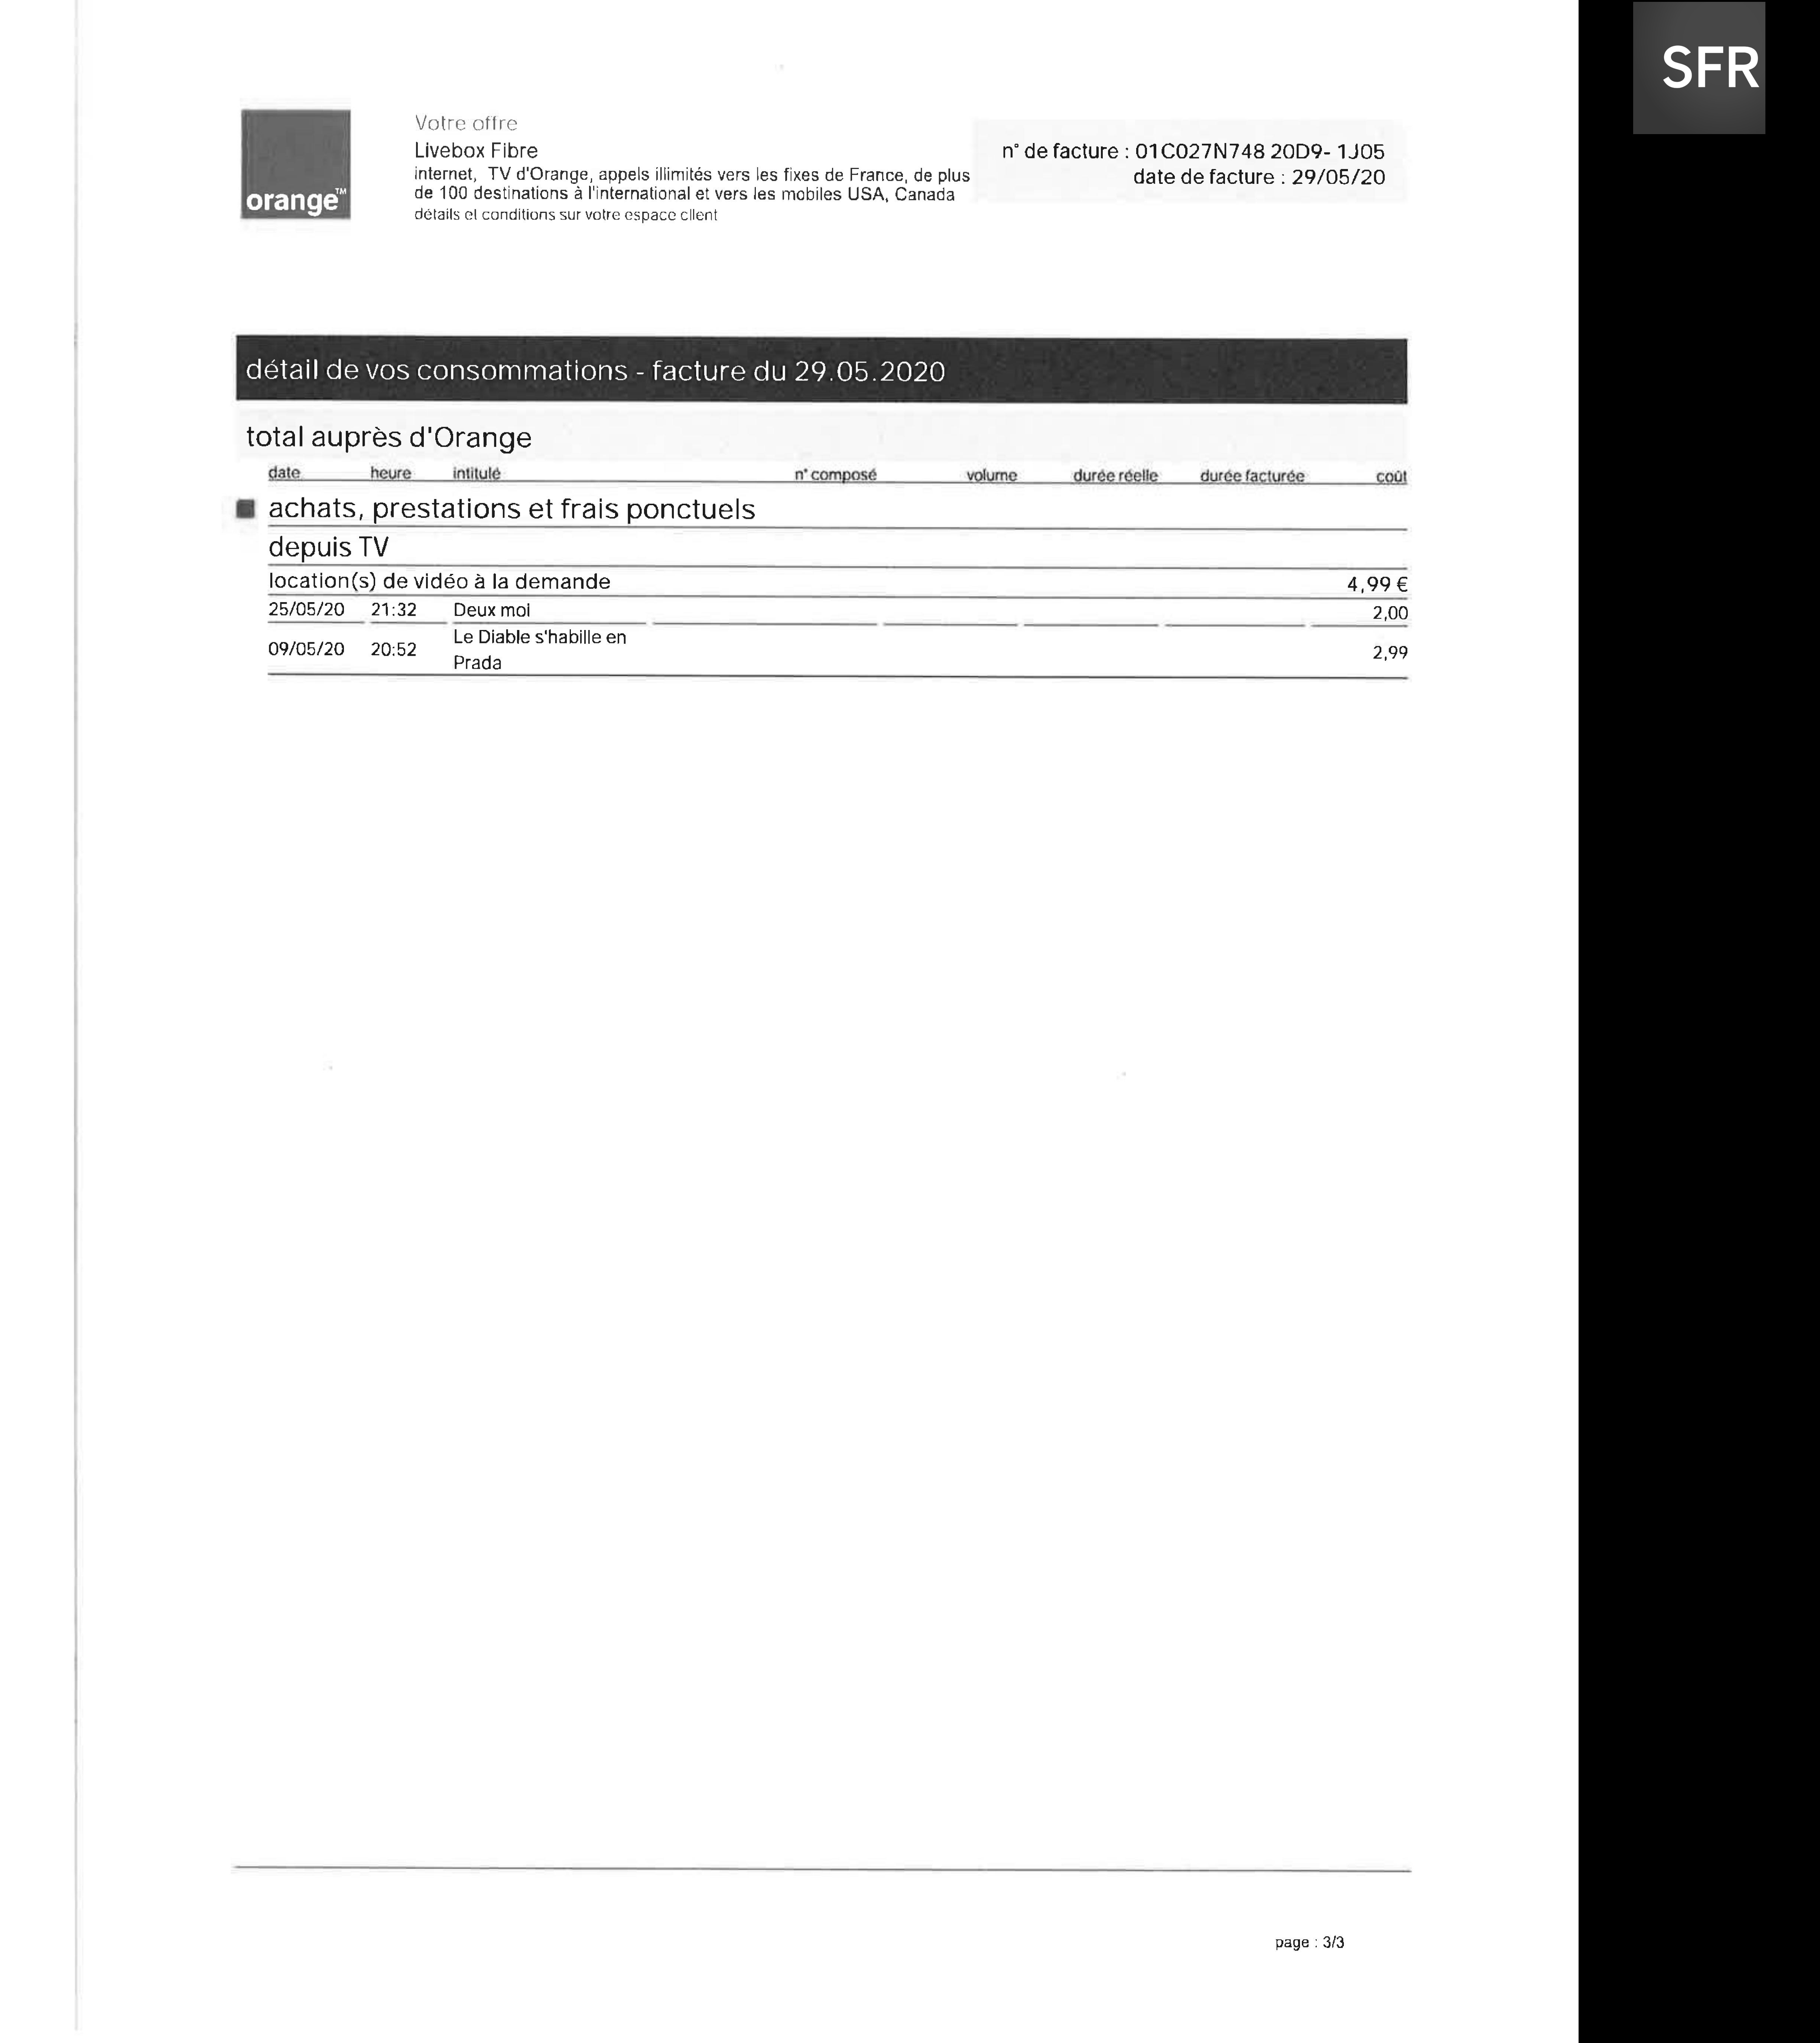 SFR
orange™
Votre offre
Livebox Fibre
internet, TV d'Orange, appels illimités vers les fixes de France, de plus
de 100 destinations à l'international et vers les mobiles USA, Canada
détails et conditions sur votre espace client
n° de facture : 01C027N748 20D9- 1J05
date de facture : 29/05/20
détail de vos consommations - facture du 29.05.2020
total auprès d'Orange
date heure intitulé n° composé volume durée réelle durée facturée coût
achats, prestations et frais ponctuels
depuis TV
location(s) de vidéo à la demande 4,99 €
25/05/20 21:32 Deux moi 2,00
09/05/20 20:52 Le Diable s'habille en
Prada 2,99
page : 3/3